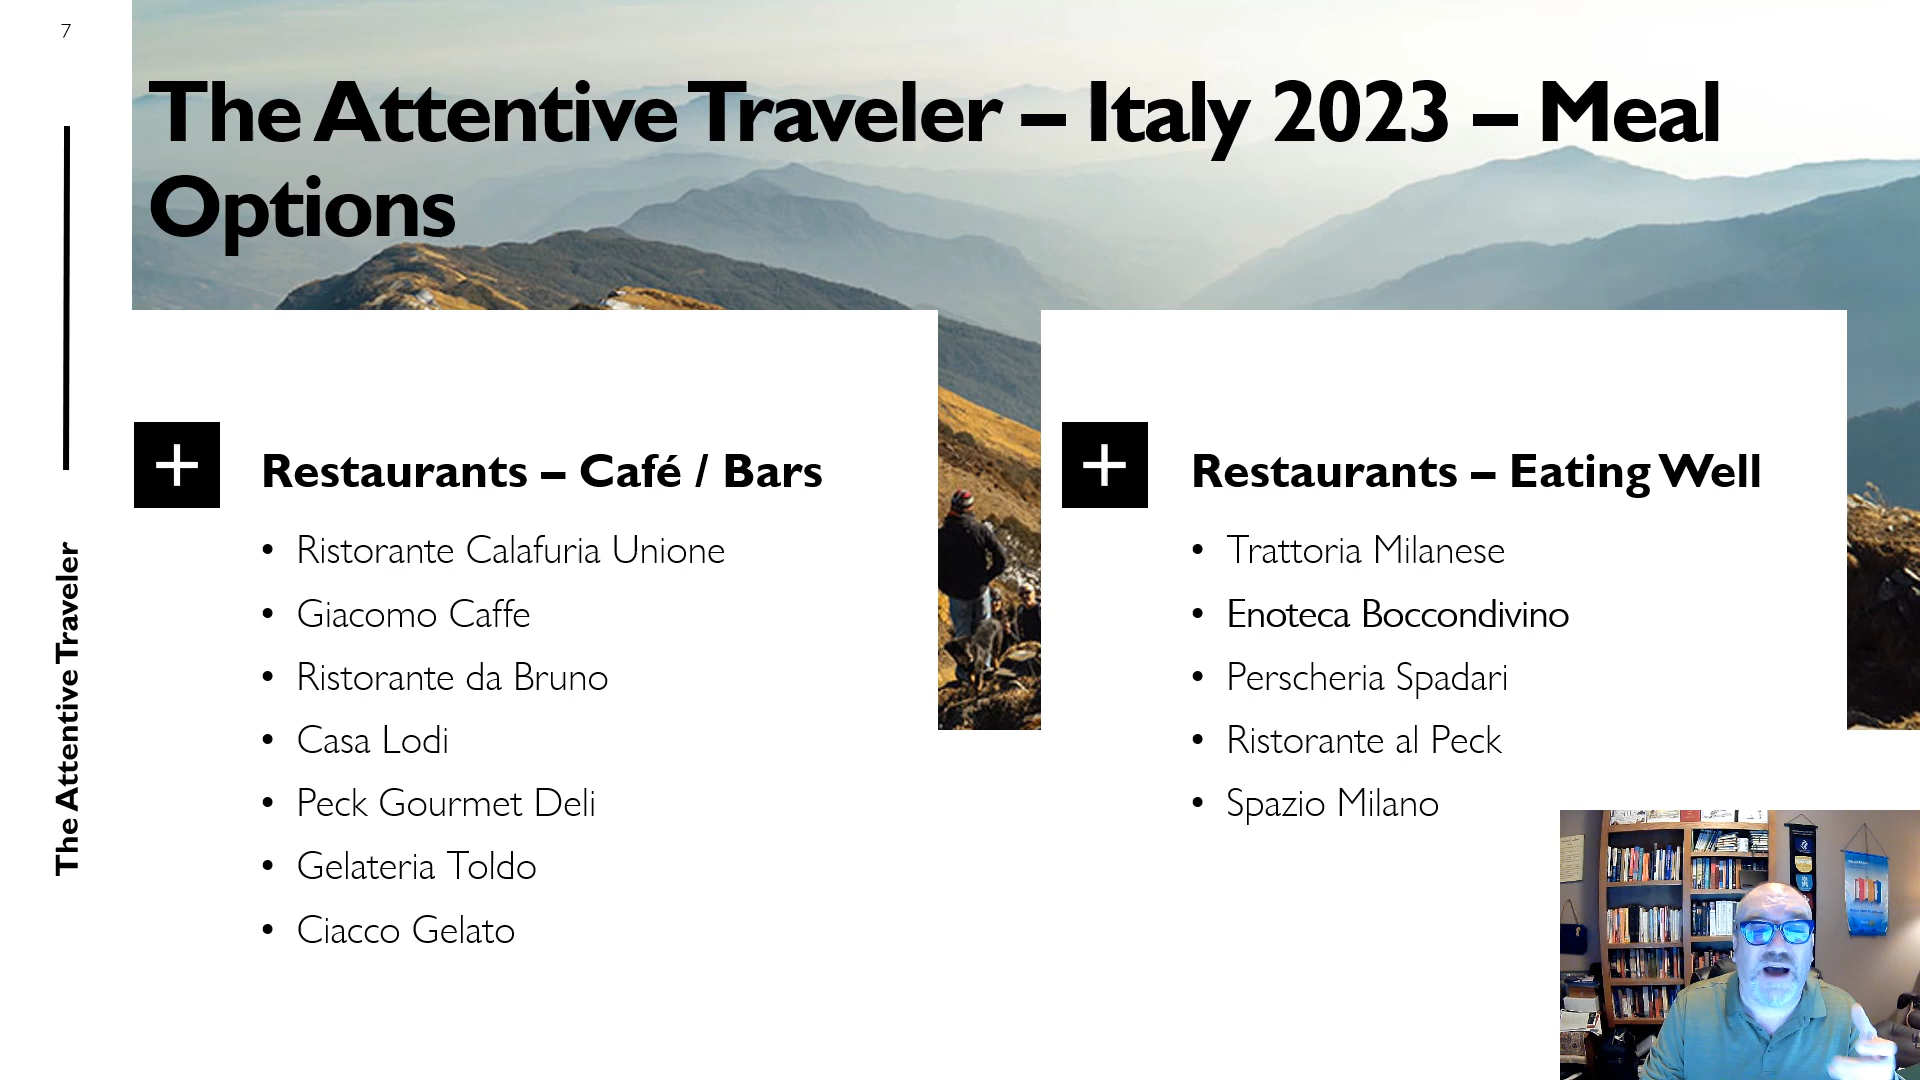 7
The Attentive Traveler – Italy 2023 – Meal
Options
The Attentive Traveler
Restaurants – Café / Bars
• Ristorante Calafuria Unione
• Giacomo Caffe
• Ristorante da Bruno
• Casa Lodi
• Peck Gourmet Deli
• Gelateria Toldo
• Ciacco Gelato
Restaurants – Eating Well
• Trattoria Milanese
• Enoteca Boccondivino
• Perscheria Spadari
• Ristorante al Peck
• Spazio Milano